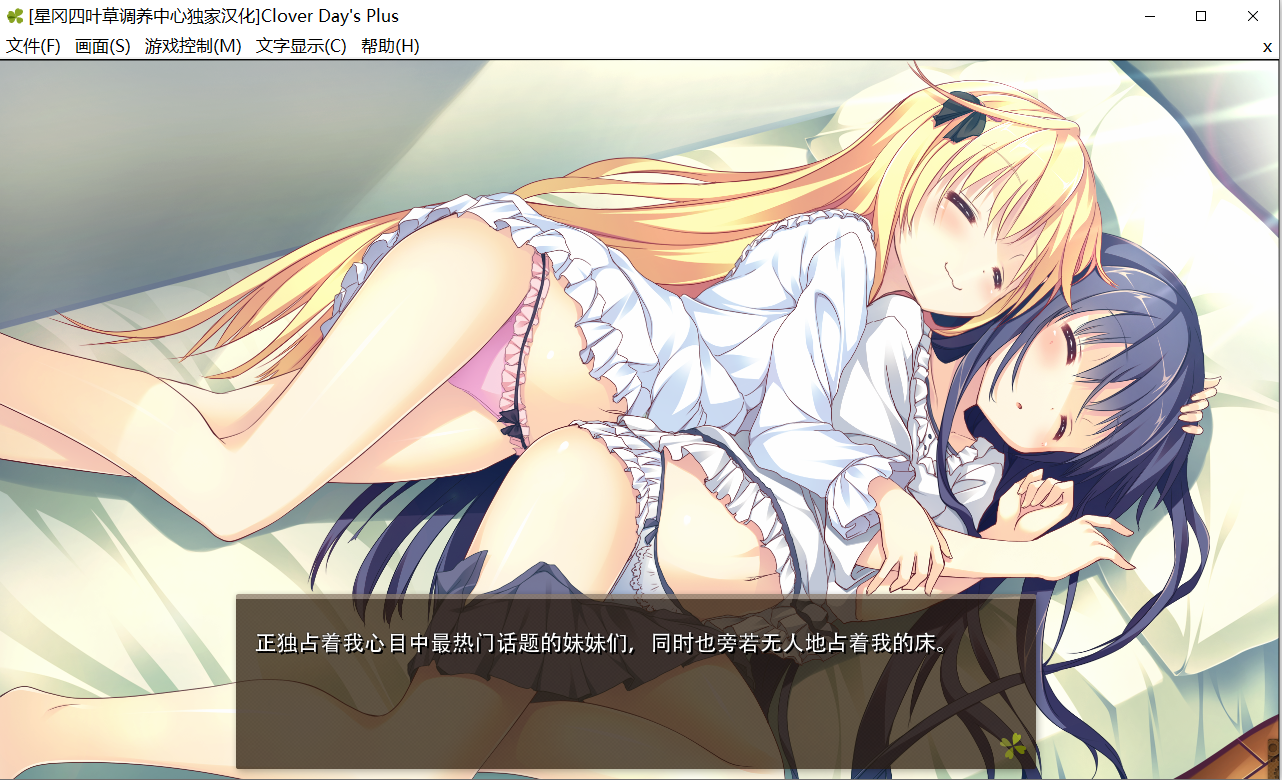 [星冈四叶草调养中心独家汉化]Clover Day's Plus
文件(F) 画面(S) 游戏控制(M) 文字显示(C) 帮助(H) x
正独占着我心目中最热门话题的妹妹们，同时也旁若无人地占着我的床。